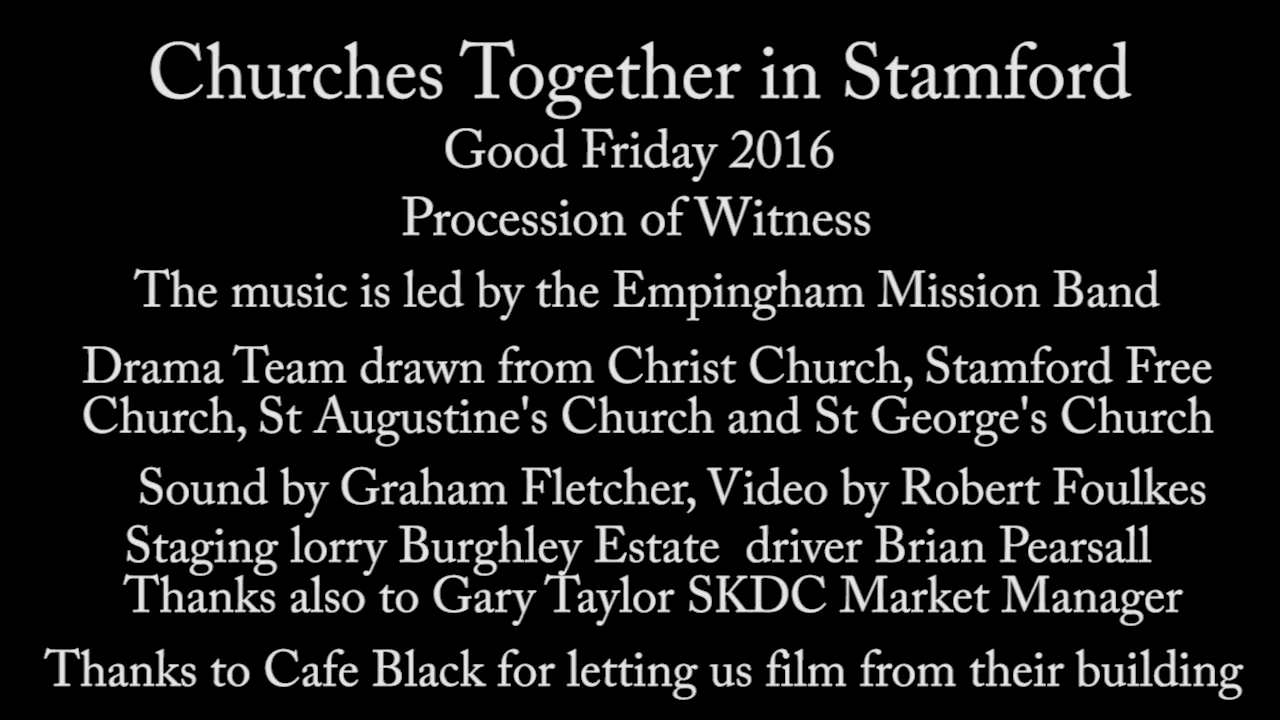 Churches Together in Stamford
Good Friday 2016
Procession of Witness
The music is led by the Empingham Mission Band
Drama Team drawn from Christ Church, Stamford Free
Church, St Augustine's Church and St George's Church
Sound by Graham Fletcher, Video by Robert Foulkes
Staging lorry Burghley Estate  driver Brian Pearsall
Thanks also to Gary Taylor SKDC Market Manager
Thanks to Cafe Black for letting us film from their building